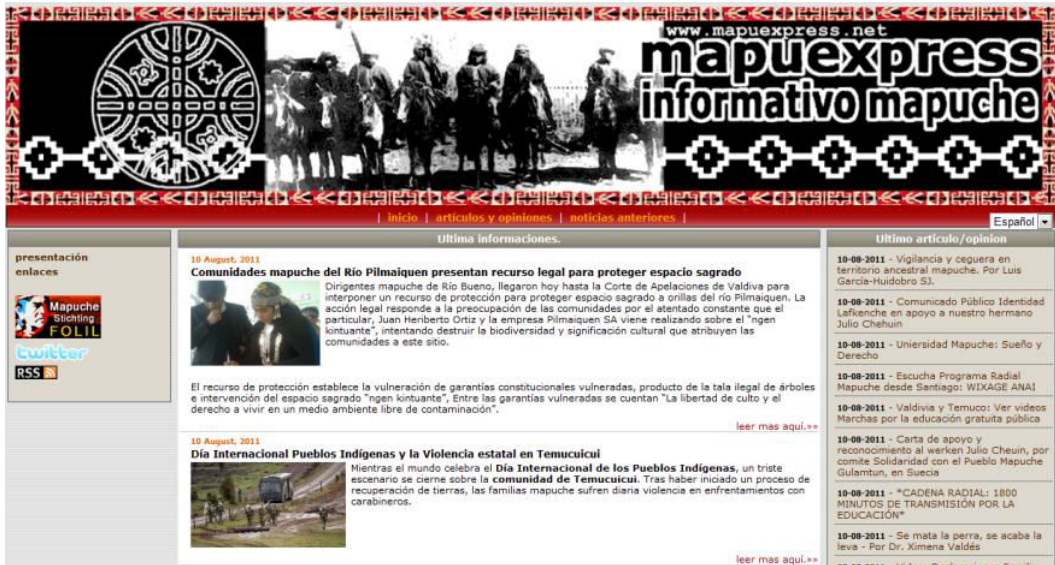 www.mapuexpress.net
mapuexpress
informativo mapuche
| inicio | artículos y opiniones | noticias anteriores |
Español
presentación
enlaces
Mapuche
Stichting
FOLIL
twitter
RSS
Ultima informaciones.
10 August, 2011
Comunidades mapuche del Río Pilmaiquen presentan recurso legal para proteger espacio sagrado
Dirigentes mapuche de Río Bueno, llegaron hoy hasta la Corte de Apelaciones de Valdiva para
interponer un recurso de protección para proteger espacio sagrado a orillas del río Pilmaiquen. La
acción legal responde a la preocupación de las comunidades por el atentado constante que el
particular, Juan Heriberto Ortiz y la empresa Pilmaiquen SA viene realizando sobre el "ngen
kintuante", intentando destruir la biodiversidad y significación cultural que atribuyen las
comunidades a este sitio.
El recurso de protección establece la vulneración de garantías constitucionales vulneradas, producto de la tala ilegal de árboles
e intervención del espacio sagrado "ngen kintuante", Entre las garantías vulneradas se cuentan "La libertad de culto y el
derecho a vivir en un medio ambiente libre de contaminación".
leer mas aquí.»»
10 August, 2011
Día Internacional Pueblos Indígenas y la Violencia estatal en Temucuicui
Mientras el mundo celebra el Día Internacional de los Pueblos Indígenas, un triste
escenario se cierne sobre la comunidad de Temucuicui. Tras haber iniciado un proceso de
recuperación de tierras, las familias mapuche sufren diaria violencia en enfrentamientos con
carabineros.
leer mas aquí.»»
Ultimo artículo/opinion
10-08-2011 - Vigilancia y ceguera en
territorio ancestral mapuche. Por Luis
García-Huidobro SJ.
10-08-2011 - Comunicado Público Identidad
Lafkenche en apoyo a nuestro hermano
Julio Chehuin
10-08-2011 - Uniersidad Mapuche: Sueño y
Derecho
10-08-2011 - Escucha Programa Radial
Mapuche desde Santiago: WIXAGE ANAI
10-08-2011 - Valdivia y Temuco: Ver videos
Marchas por la educación gratuita pública
10-08-2011 - Carta de apoyo y
reconocimiento al werken Julio Cheuin, por
comite Solidaridad con el Pueblo Mapuche
Gulamtun, en Suecia
10-08-2011 - *CADENA RADIAL: 1800
MINUTOS DE TRANSMISIÓN POR LA
EDUCACIÓN*
10-08-2011 - Se mata la perra, se acaba la
leva - Por Dr. Ximena Valdés